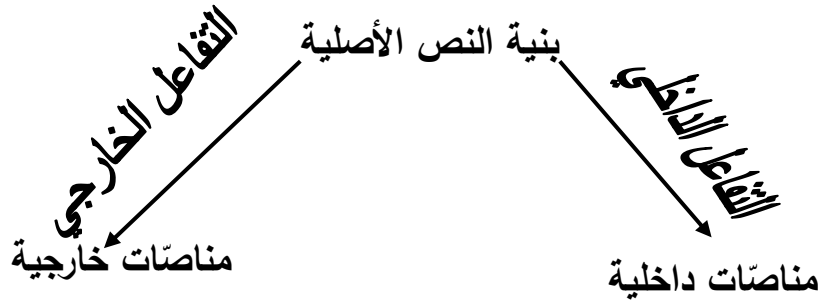 بنية النص الأصلية
التفاعل الداخلي
التفاعل الخارجي
مناصّات داخلية
مناصّات خارجية